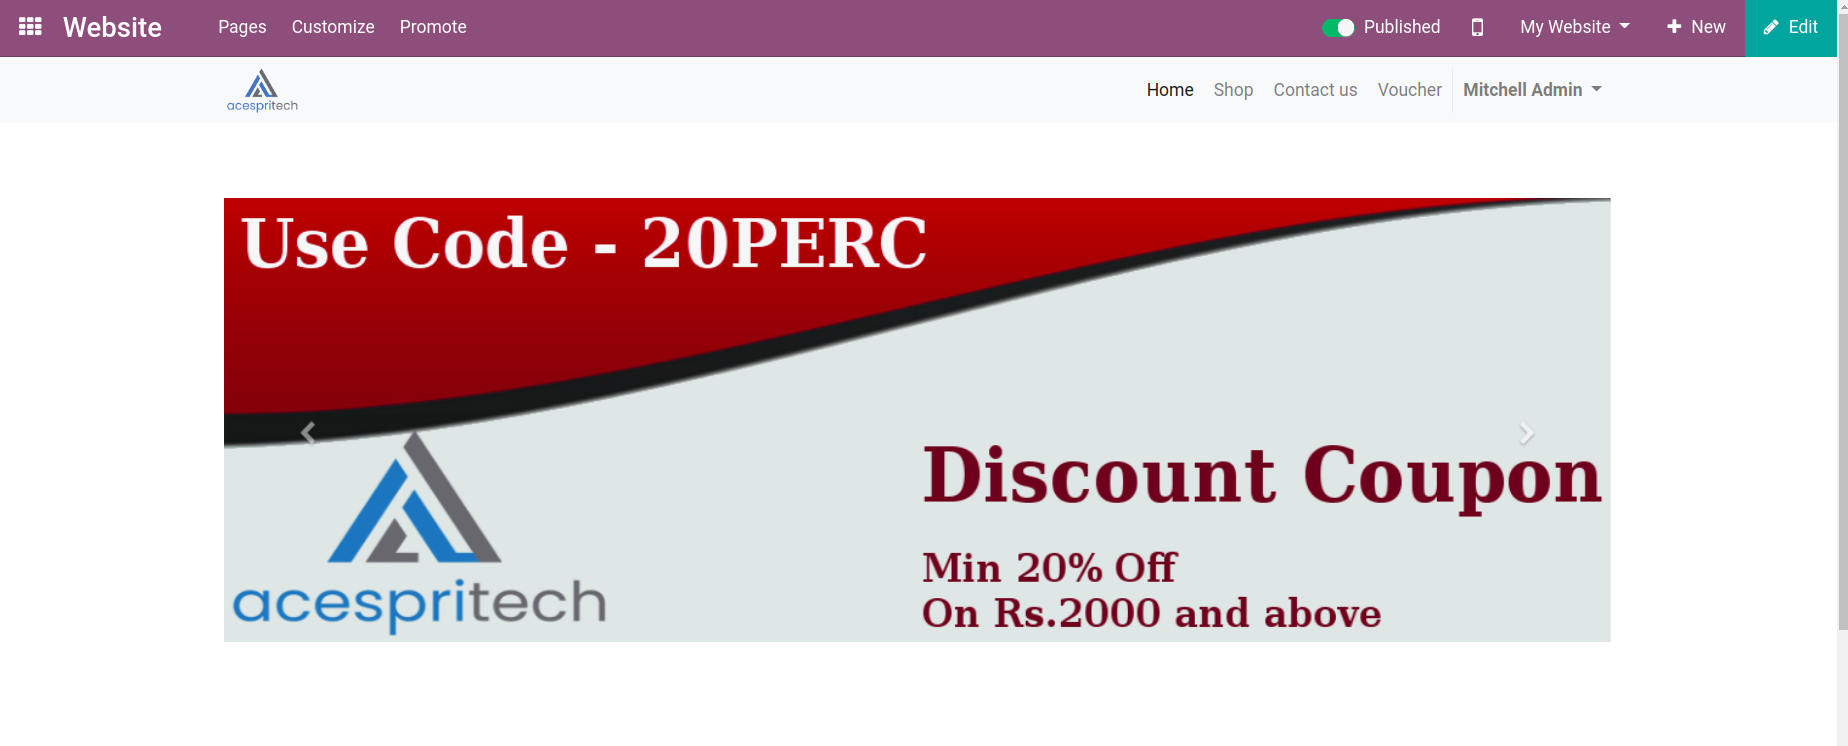 Website Pages Customize Promote Published My Website New Edit
acespritech Home Shop Contact us Voucher Mitchell Admin
Use Code - 20PERC
Discount Coupon
Min 20% Off
On Rs.2000 and above
acespritech